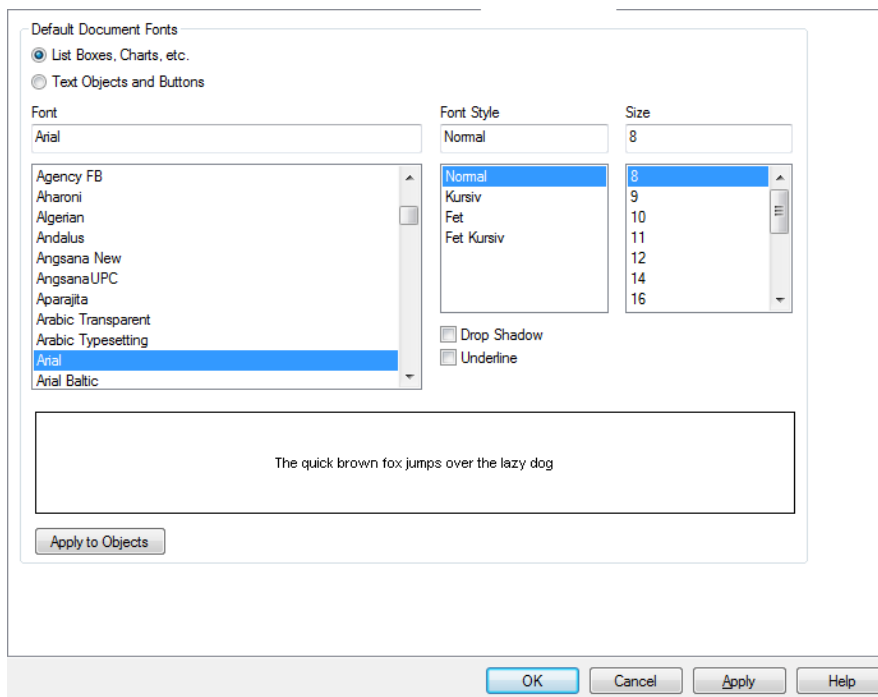 Default Document Fonts
List Boxes, Charts, etc.
Text Objects and Buttons
Font
Font Style
Size
Arial
Normal
8
Agency FB
Aharoni
Algerian
Andalus
Angsana New
AngsanaUPC
Aparajita
Arabic Transparent
Arabic Typesetting
Arial
Arial Baltic
Normal
Kursiv
Fet
Fet Kursiv
8
9
10
11
12
14
16
Drop Shadow
Underline
The quick brown fox jumps over the lazy dog
Apply to Objects
OK
Cancel
Apply
Help